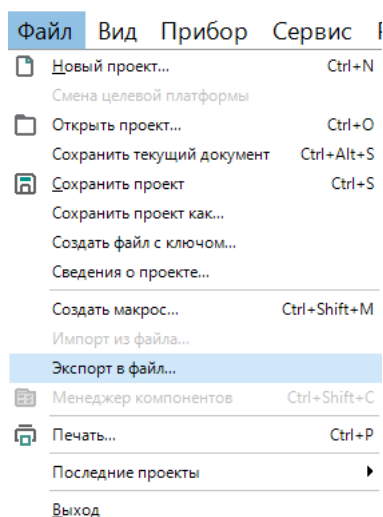 Файл Вид Прибор Сервис
Новый проект... Ctrl+N
Смена целевой платформы
Открыть проект... Ctrl+O
Сохранить текущий документ Ctrl+Alt+S
Сохранить проект Ctrl+S
Сохранить проект как...
Создать файл с ключом...
Сведения о проекте...
Создать макрос... Ctrl+Shift+M
Импорт из файла...
Экспорт в файл...
Менеджер компонентов Ctrl+Shift+C
Печать... Ctrl+P
Последние проекты
Выход